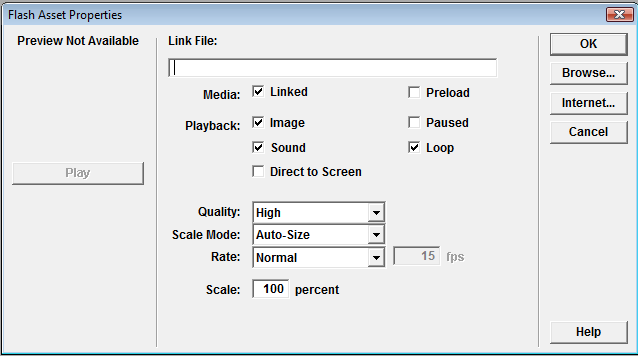 Flash Asset Properties
Preview Not Available
Link File:
OK
Browse...
Media: Linked Preload
Internet...
Playback: Image Paused
Cancel
Sound Loop
Play
Direct to Screen
Quality: High
Scale Mode: Auto-Size
Rate: Normal 15 fps
Scale: 100 percent
Help